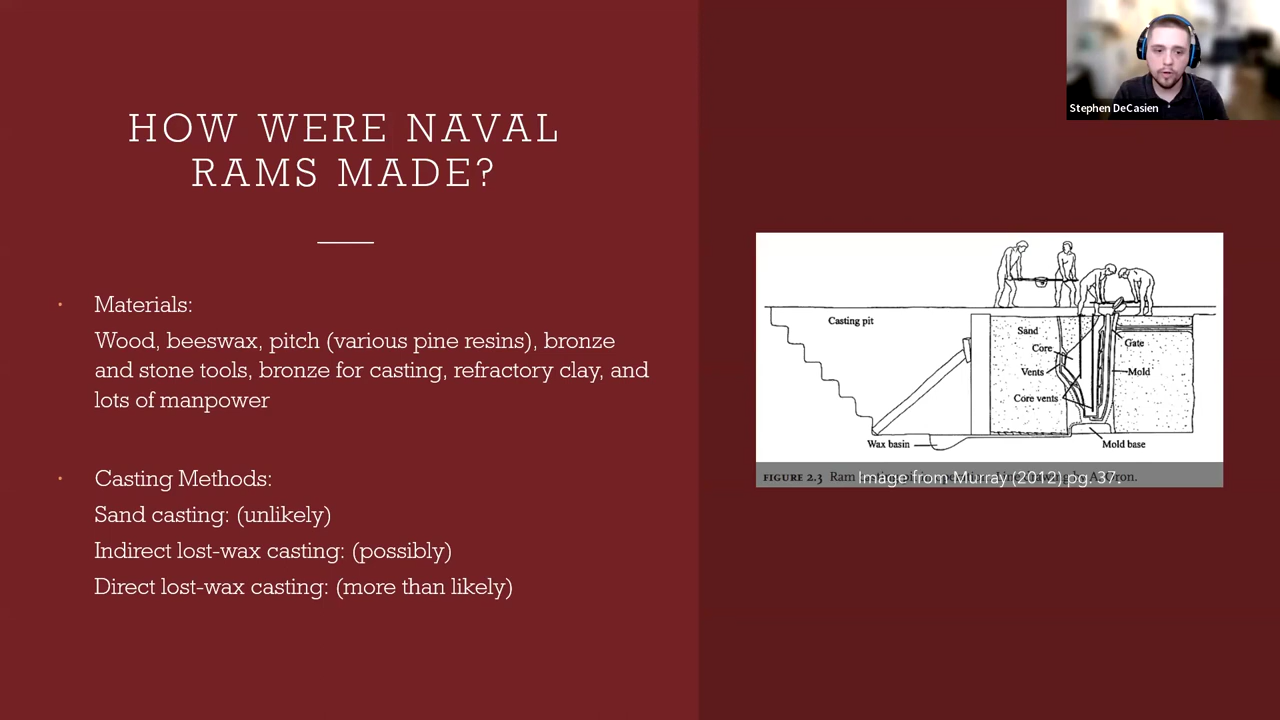 HOW WERE NAVAL
RAMS MADE?
• Materials:
Wood, beeswax, pitch (various pine resins), bronze
and stone tools, bronze for casting, refractory clay, and
lots of manpower
• Casting Methods:
Sand casting: (unlikely)
Indirect lost-wax casting: (possibly)
Direct lost-wax casting: (more than likely)
Stephen DeCasien
Casting pit
Sand
Core
Vents
Core vents
Gate
Mold
Wax basin
Mold base
FIGURE 2.3 Ram
Image from Murray (2012) pg. 37.